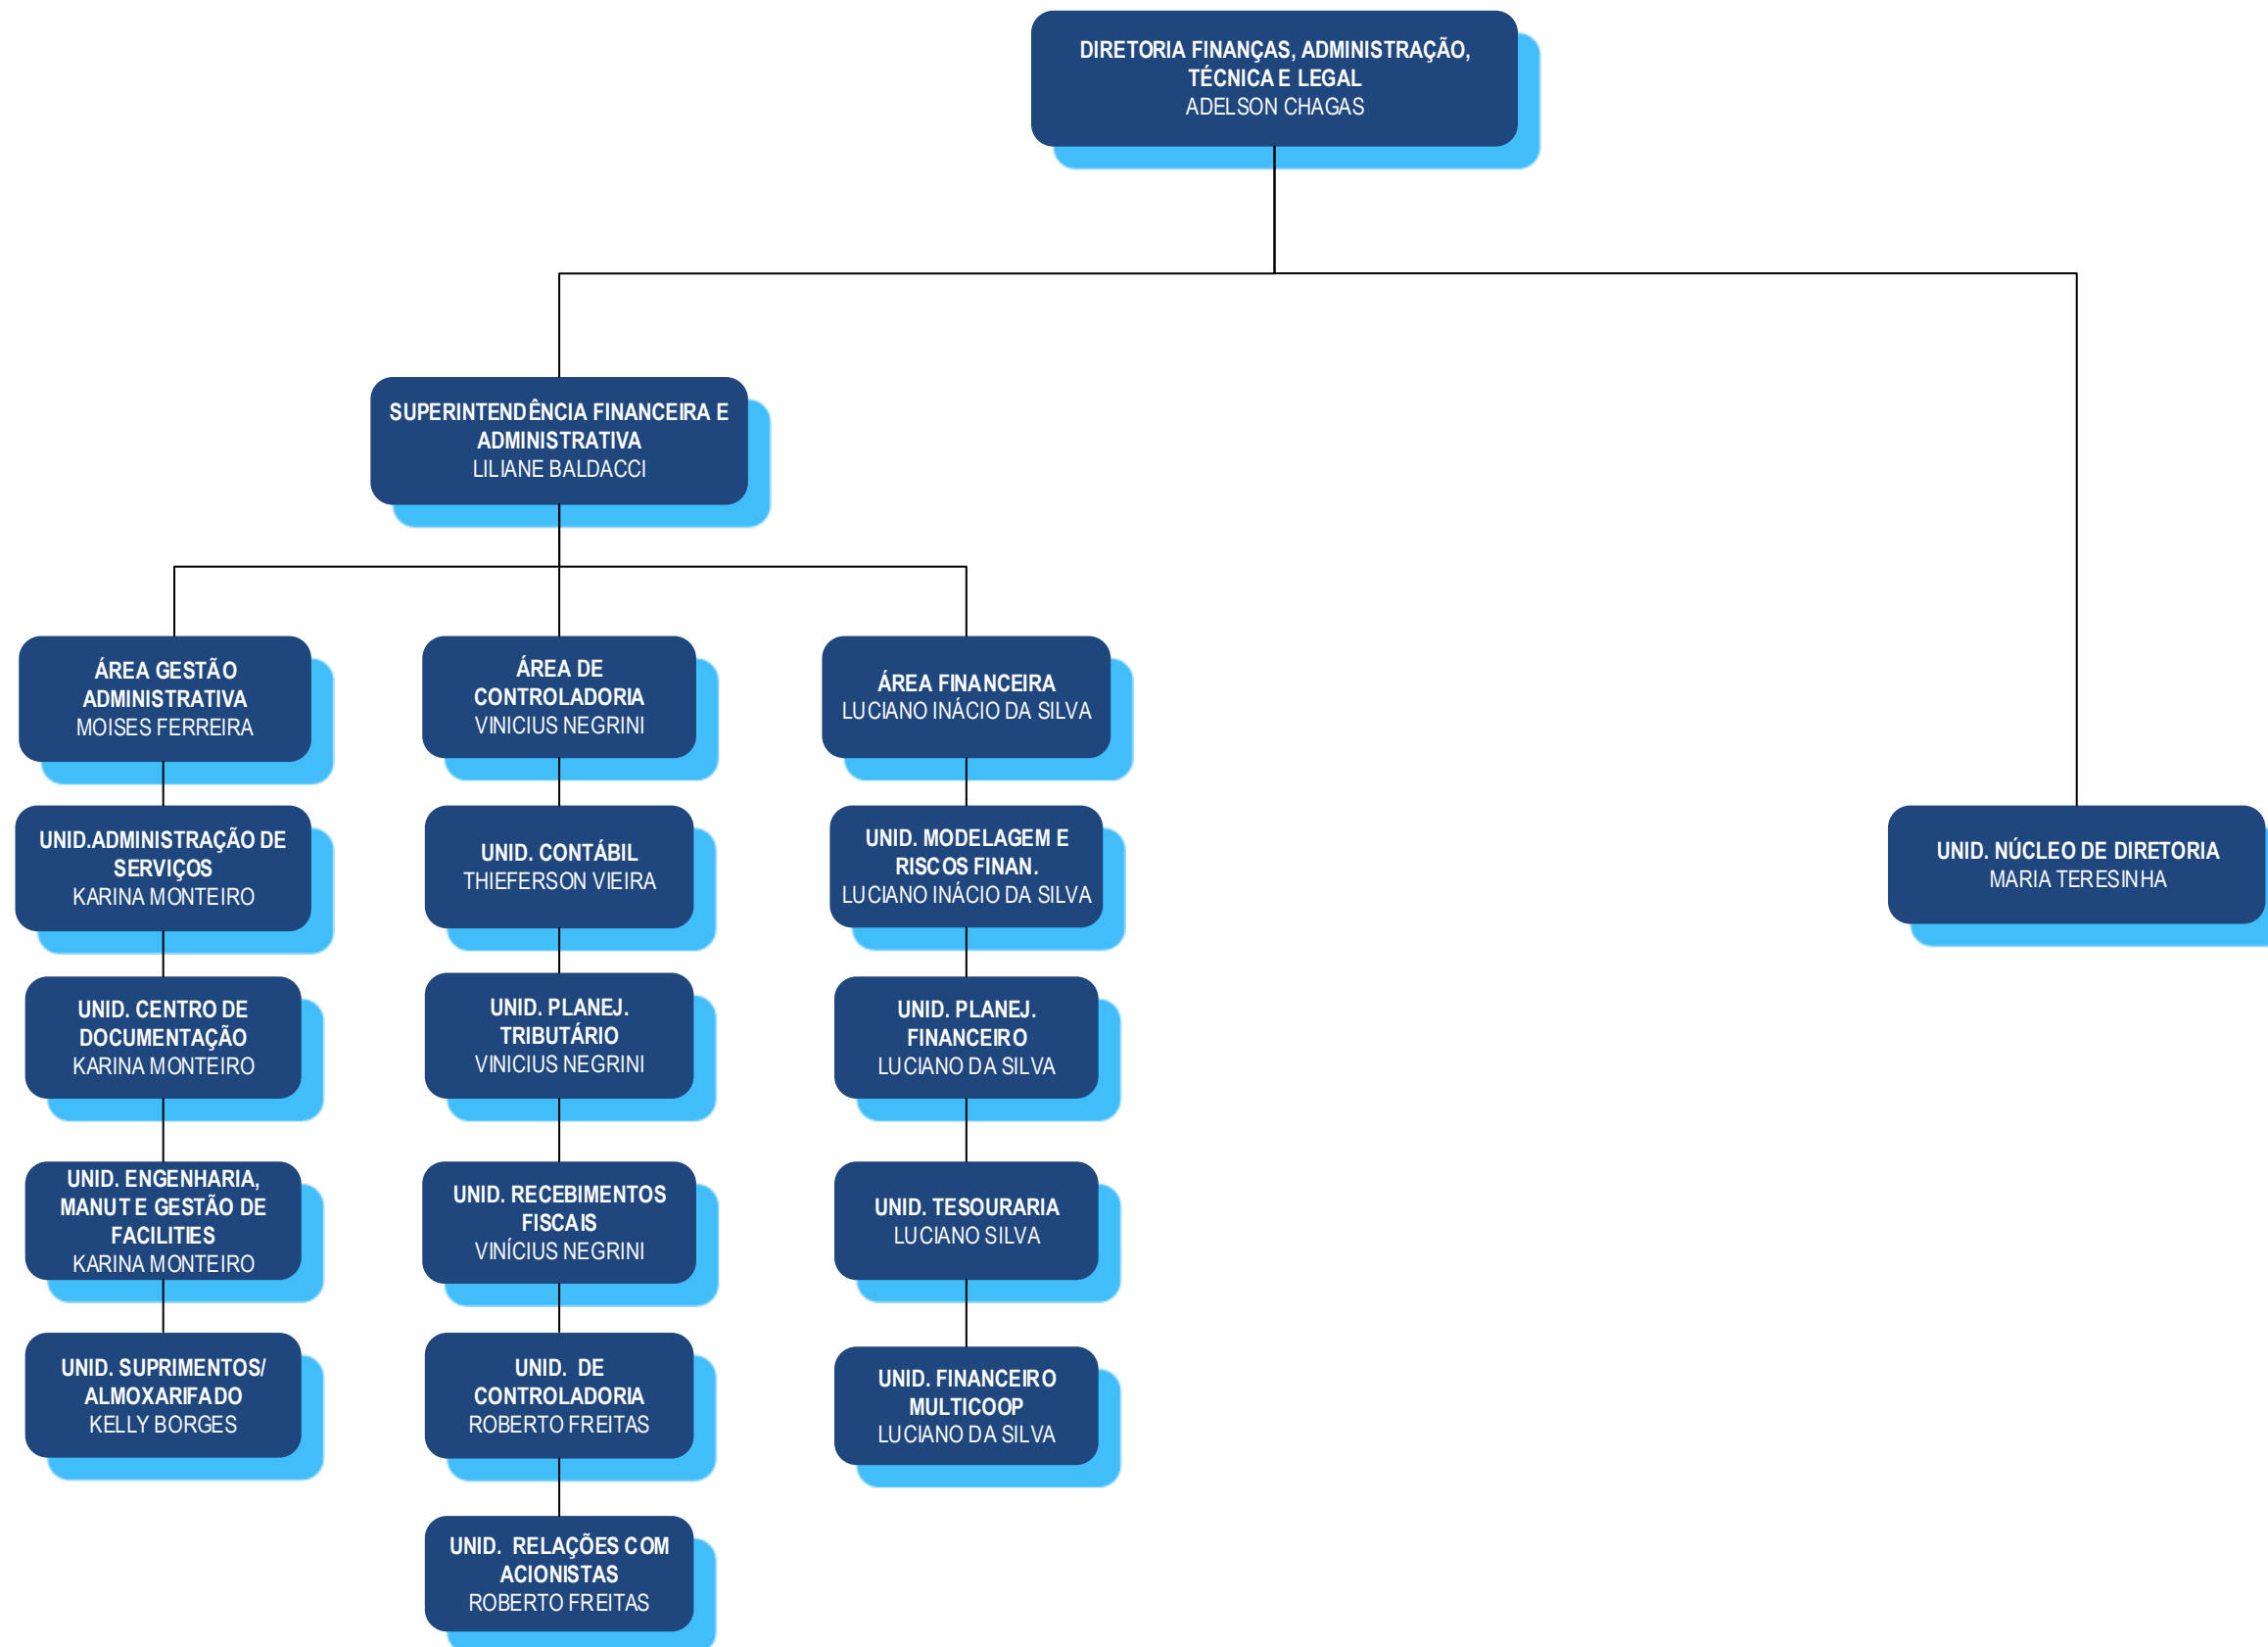 DIRETORIA FINANÇAS, ADMINISTRAÇÃO,
TÉCNICA E LEGAL
ADELSON CHAGAS
SUPERINTENDÊNCIA FINANCEIRA E
ADMINISTRATIVA
LILIANE BALDACCI
ÁREA GESTÃO
ADMINISTRATIVA
MOISES FERREIRA
UNID.ADMINISTRAÇÃO DE
SERVIÇOS
KARINA MONTEIRO
UNID. CENTRO DE
DOCUMENTAÇÃO
KARINA MONTEIRO
UNID. ENGENHARIA,
MANUT E GESTÃO DE
FACILITIES
KARINA MONTEIRO
UNID. SUPRIMENTOS/
ALMOXARIFADO
KELLY BORGES
ÁREA DE
CONTROLADORIA
VINICIUS NEGRINI
UNID. CONTÁBIL
THIEFERSON VIEIRA
UNID. PLANEJ.
TRIBUTÁRIO
VINICIUS NEGRINI
UNID. RECEBIMENTOS
FISCAIS
VINÍCIUS NEGRINI
UNID. DE
CONTROLADORIA
ROBERTO FREITAS
UNID. RELAÇÕES COM
ACIONISTAS
ROBERTO FREITAS
ÁREA FINANCEIRA
LUCIANO INÁCIO DA SILVA
UNID. MODELAGEM E
RISCOS FINAN.
LUCIANO INÁCIO DA SILVA
UNID. PLANEJ.
FINANCEIRO
LUCIANO DA SILVA
UNID. TESOURARIA
LUCIANO SILVA
UNID. FINANCEIRO
MULTICOOP
LUCIANO DA SILVA
UNID. NÚCLEO DE DIRETORIA
MARIA TERESINHA